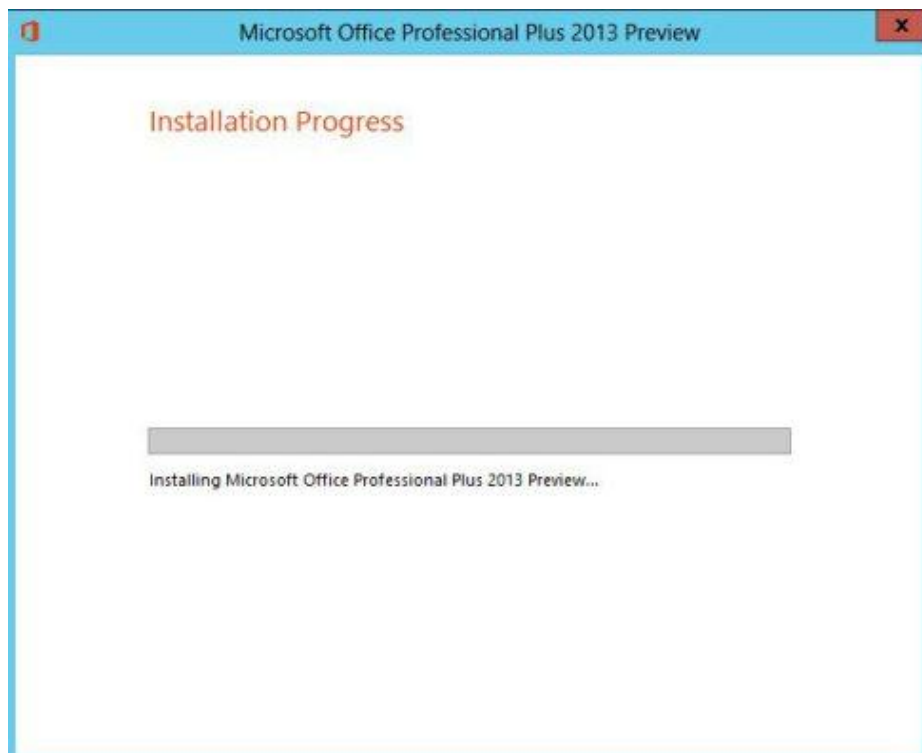 Microsoft Office Professional Plus 2013 Preview
Installation Progress
Installing Microsoft Office Professional Plus 2013 Preview...